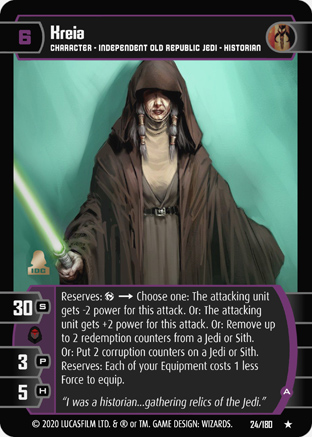 6
Kreia
CHARACTER • INDEPENDENT OLD REPUBLIC JEDI • HISTORIAN
IDC
30 S
3 P
5 H
Reserves: → Choose one: The attacking unit
gets -2 power for this attack. Or: The attacking
unit gets +2 power for this attack. Or: Remove up
to 2 redemption counters from a Jedi or Sith.
Or: Put 2 corruption counters on a Jedi or Sith.
Reserves: Each of your Equipment costs 1 less
Force to equip.
A
“I was a historian...gathering relics of the Jedi.”
© 2020 LUCASFILM LTD. & ® or TM. GAME DESIGN: WIZARDS. 24/180 ★